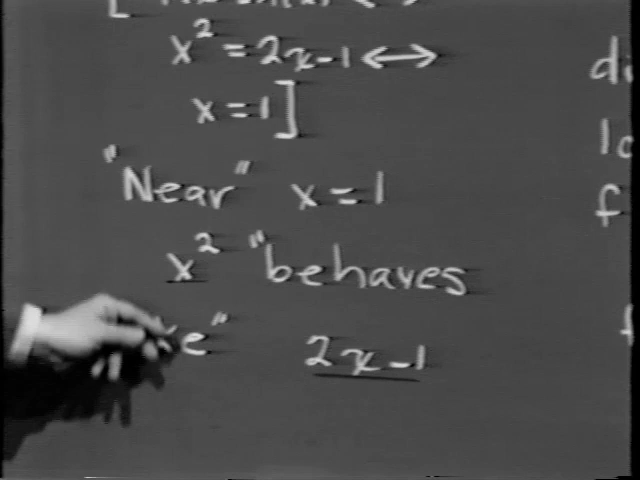 x² = 2x-1 ⟷
x = 1]
"Near" x = 1
x² "behaves
e" 2x-1